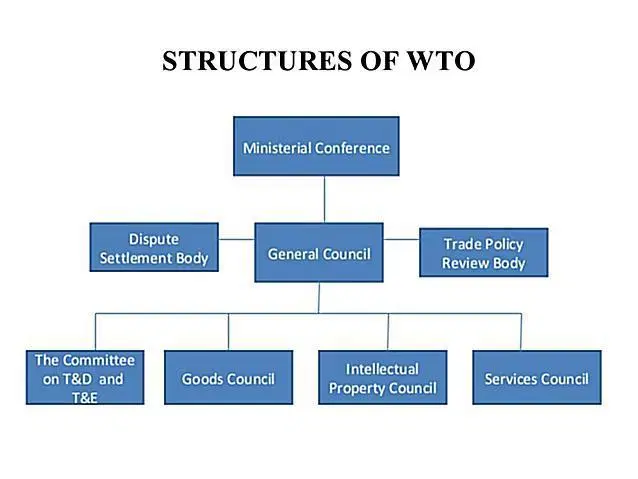 STRUCTURES OF WTO
Ministerial Conference
Dispute
Settlement Body
General Council
Trade Policy
Review Body
The Committee
on T&D and
T&E
Goods Council
Intellectual
Property Council
Services Council